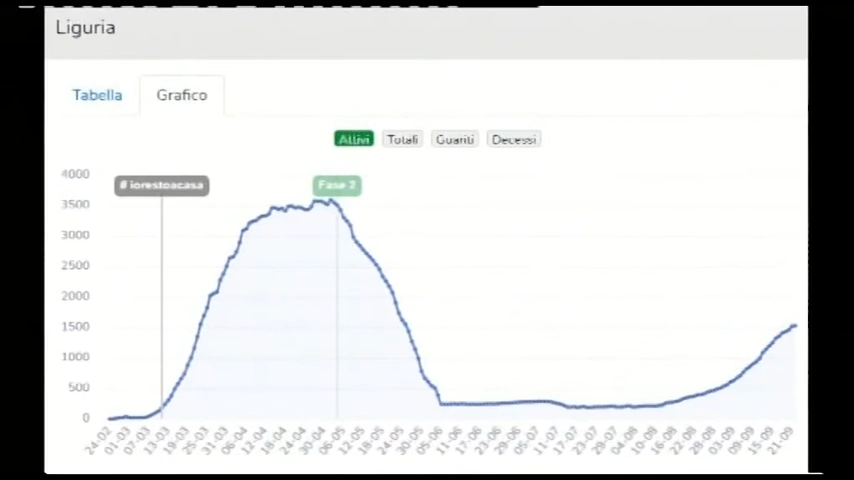 Liguria
Tabella Grafico
Attivi Totali Guariti Decessi
4000
# iorestoacasa Fase 2
3500
3000
2500
2000
1500
1000
500
0
24-02 01-03 07-03 13-03 19-03 25-03 31-03 06-04 12-04 18-04 24-04 30-04 06-05 12-05 18-05 24-05 30-05 05-06 11-06 17-06 23-06 29-06 05-07 11-07 17-07 23-07 29-07 04-08 10-08 16-08 22-08 28-08 03-09 09-09 15-09 21-09